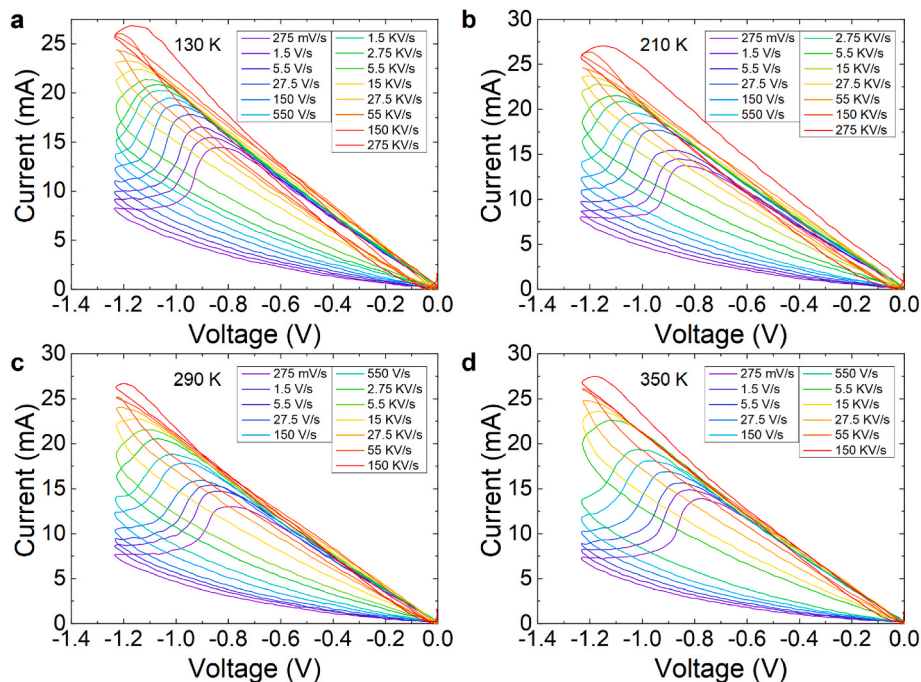 a
130 K
275 mV/s
1.5 V/s
5.5 V/s
27.5 V/s
150 V/s
550 V/s
1.5 KV/s
2.75 KV/s
5.5 KV/s
15 KV/s
27.5 KV/s
55 KV/s
150 KV/s
275 KV/s
Current (mA)
30
25
20
15
10
5
0
-1.4 -1.2 -1.0 -0.8 -0.6 -0.4 -0.2 0.0
Voltage (V)
b
210 K
275 mV/s
1.5 V/s
5.5 V/s
27.5 V/s
150 V/s
550 V/s
2.75 KV/s
5.5 KV/s
15 KV/s
27.5 KV/s
55 KV/s
150 KV/s
275 KV/s
Current (mA)
30
25
20
15
10
5
0
-1.4 -1.2 -1.0 -0.8 -0.6 -0.4 -0.2 0.0
Voltage (V)
c
290 K
275 mV/s
1.5 V/s
5.5 V/s
27.5 V/s
150 V/s
550 V/s
2.75 KV/s
5.5 KV/s
15 KV/s
27.5 KV/s
55 KV/s
150 KV/s
Current (mA)
30
25
20
15
10
5
0
-1.4 -1.2 -1.0 -0.8 -0.6 -0.4 -0.2 0.0
Voltage (V)
d
350 K
275 mV/s
1.5 V/s
5.5 V/s
27.5 V/s
150 V/s
550 V/s
5.5 KV/s
15 KV/s
27.5 KV/s
55 KV/s
150 KV/s
Current (mA)
30
25
20
15
10
5
0
-1.4 -1.2 -1.0 -0.8 -0.6 -0.4 -0.2 0.0
Voltage (V)